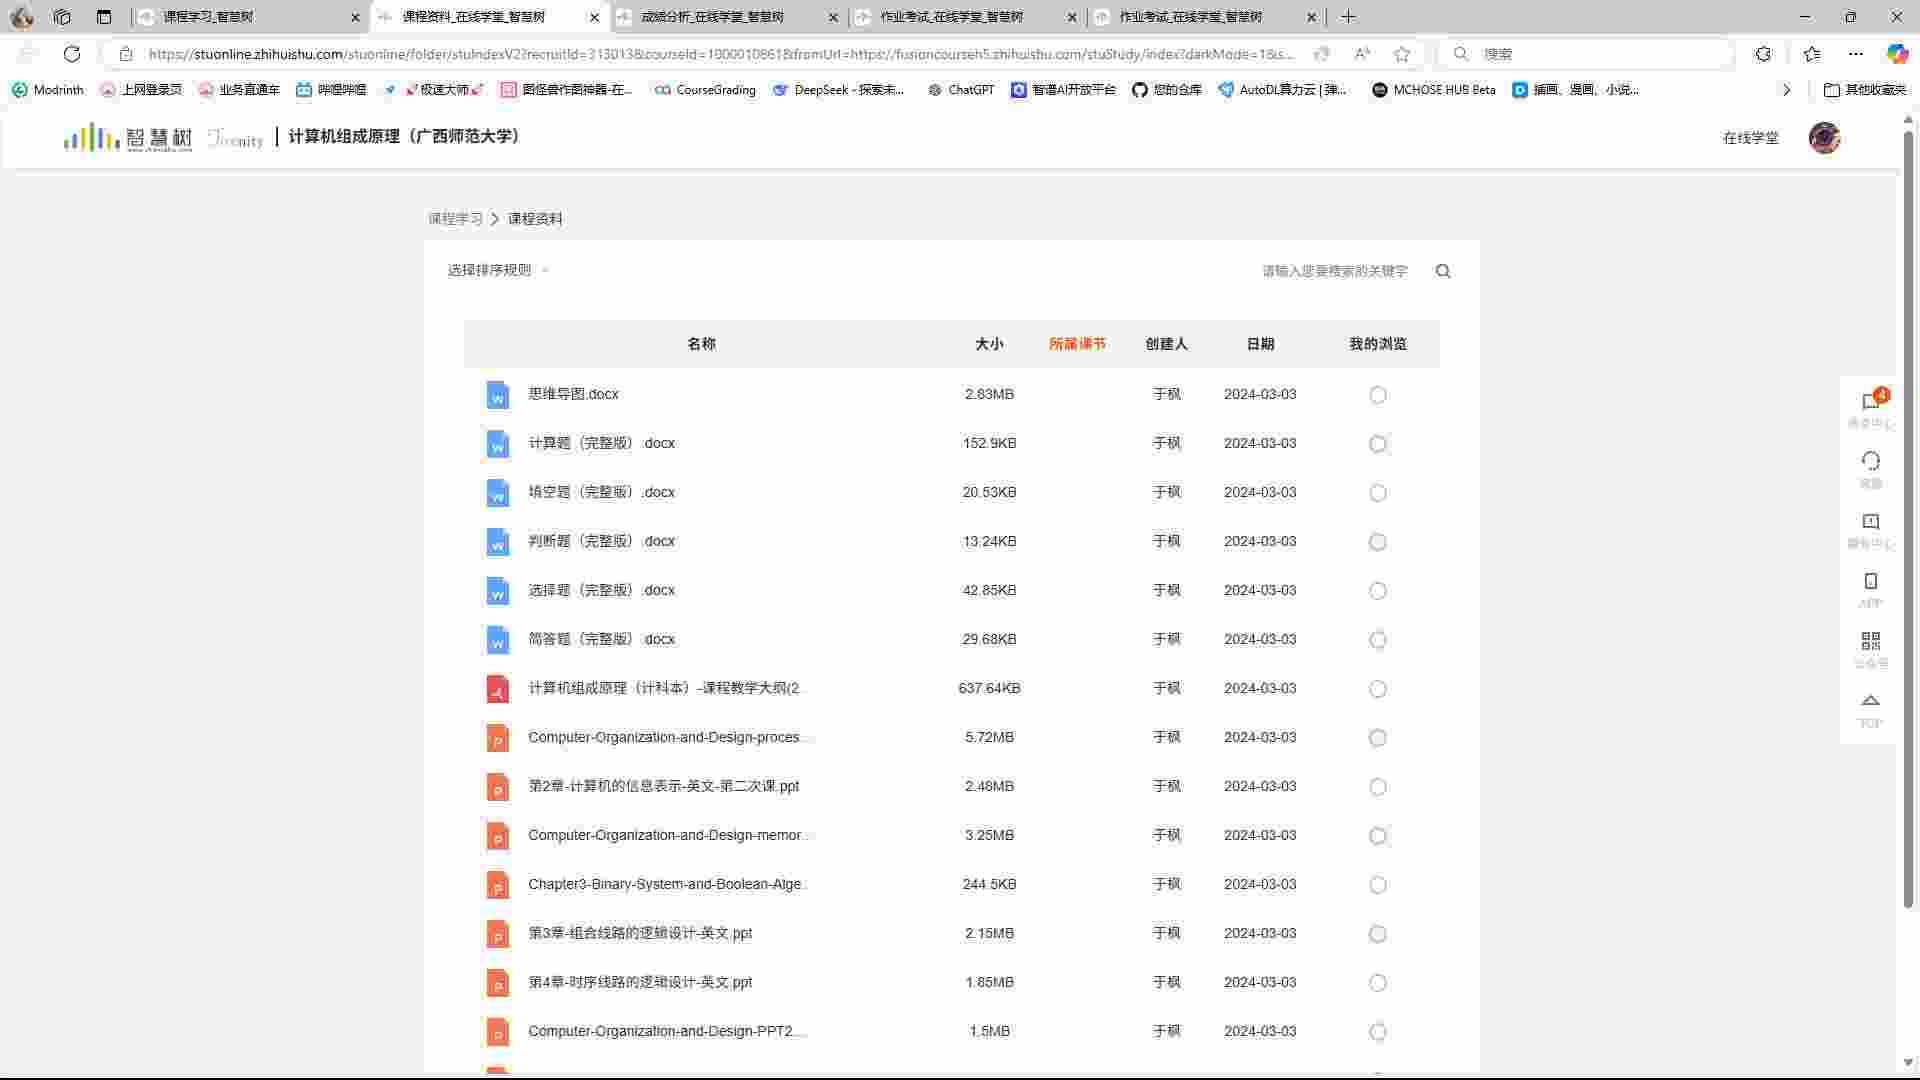 课程学习_智慧树
课程资料_在线学堂_智慧树
成绩分析_在线学堂_智慧树
作业考试_在线学堂_智慧树
作业考试_在线学堂_智慧树
https://stuonline.zhihuishu.com/stuonline/folder/stuIndexV2?recruitId=313013&courseId=1000010861&fromUrl=https://fusioncourseh5.zhihuishu.com/stuStudy/index?darkMode=1&s...
搜索
Modrinth
上网登录页
业务直通车
哔哩哔哩
极速大师
图怪兽作图神器-在...
CourseGrading
DeepSeek - 探索未...
ChatGPT
智谱AI开放平台
您的仓库
AutoDL算力云 | 弹...
MCHOSE HUB Beta
插画、漫画、小说...
其他收藏夹
智慧树 Treenity 计算机组成原理（广西师范大学）
www.zhihuishu.com
在线学堂
课程学习 > 课程资料
选择排序规则
请输入您要搜索的关键字
名称 大小 所属课节 创建人 日期 我的浏览
思维导图.docx 2.83MB 于枫 2024-03-03
计算题（完整版）.docx 152.9KB 于枫 2024-03-03
填空题（完整版）.docx 20.53KB 于枫 2024-03-03
判断题（完整版）.docx 13.24KB 于枫 2024-03-03
选择题（完整版）.docx 42.85KB 于枫 2024-03-03
简答题（完整版）.docx 29.68KB 于枫 2024-03-03
计算机组成原理（计科本）-课程教学大纲(2... 637.64KB 于枫 2024-03-03
Computer-Organization-and-Design-proces... 5.72MB 于枫 2024-03-03
第2章-计算机的信息表示-英文-第二次课.ppt 2.48MB 于枫 2024-03-03
Computer-Organization-and-Design-memor... 3.25MB 于枫 2024-03-03
Chapter3-Binary-System-and-Boolean-Alge... 244.5KB 于枫 2024-03-03
第3章-组合线路的逻辑设计-英文.ppt 2.15MB 于枫 2024-03-03
第4章-时序线路的逻辑设计-英文.ppt 1.85MB 于枫 2024-03-03
Computer-Organization-and-Design-PPT2.... 1.5MB 于枫 2024-03-03
4
APP
公众号
TOP